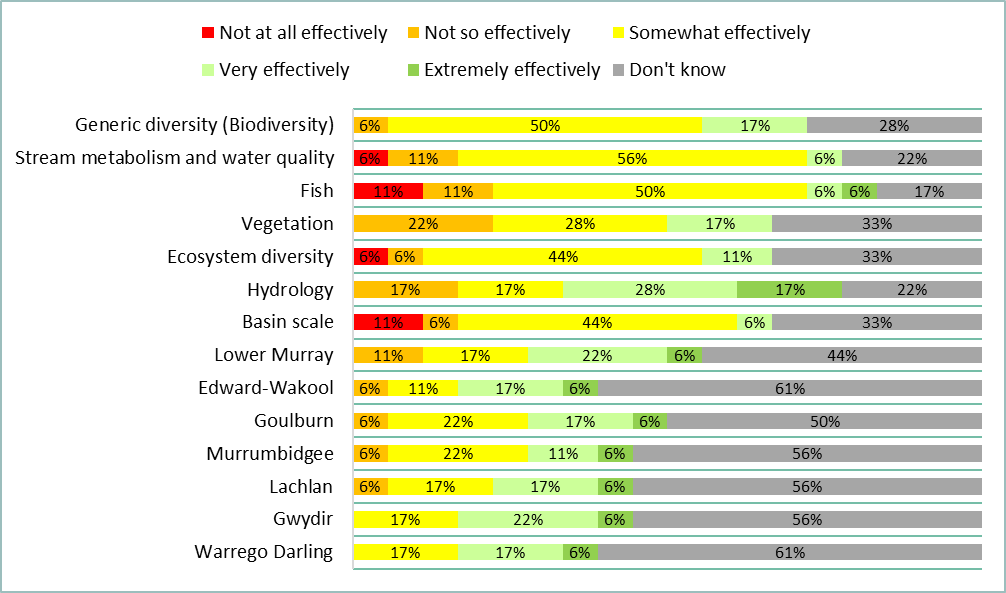 Not at all effectively Not so effectively Somewhat effectively
Very effectively Extremely effectively Don't know
Generic diversity (Biodiversity) 6% 50% 17% 28%
Stream metabolism and water quality 6% 11% 56% 6% 22%
Fish 11% 11% 50% 6% 6% 17%
Vegetation 22% 28% 17% 33%
Ecosystem diversity 6% 6% 44% 11% 33%
Hydrology 17% 17% 28% 17% 22%
Basin scale 11% 6% 44% 6% 33%
Lower Murray 11% 17% 22% 6% 44%
Edward-Wakool 6% 11% 17% 6% 61%
Goulburn 6% 22% 17% 6% 50%
Murrumbidgee 6% 22% 11% 6% 56%
Lachlan 6% 17% 17% 6% 56%
Gwydir 17% 22% 6% 56%
Warrego Darling 17% 17% 6% 61%